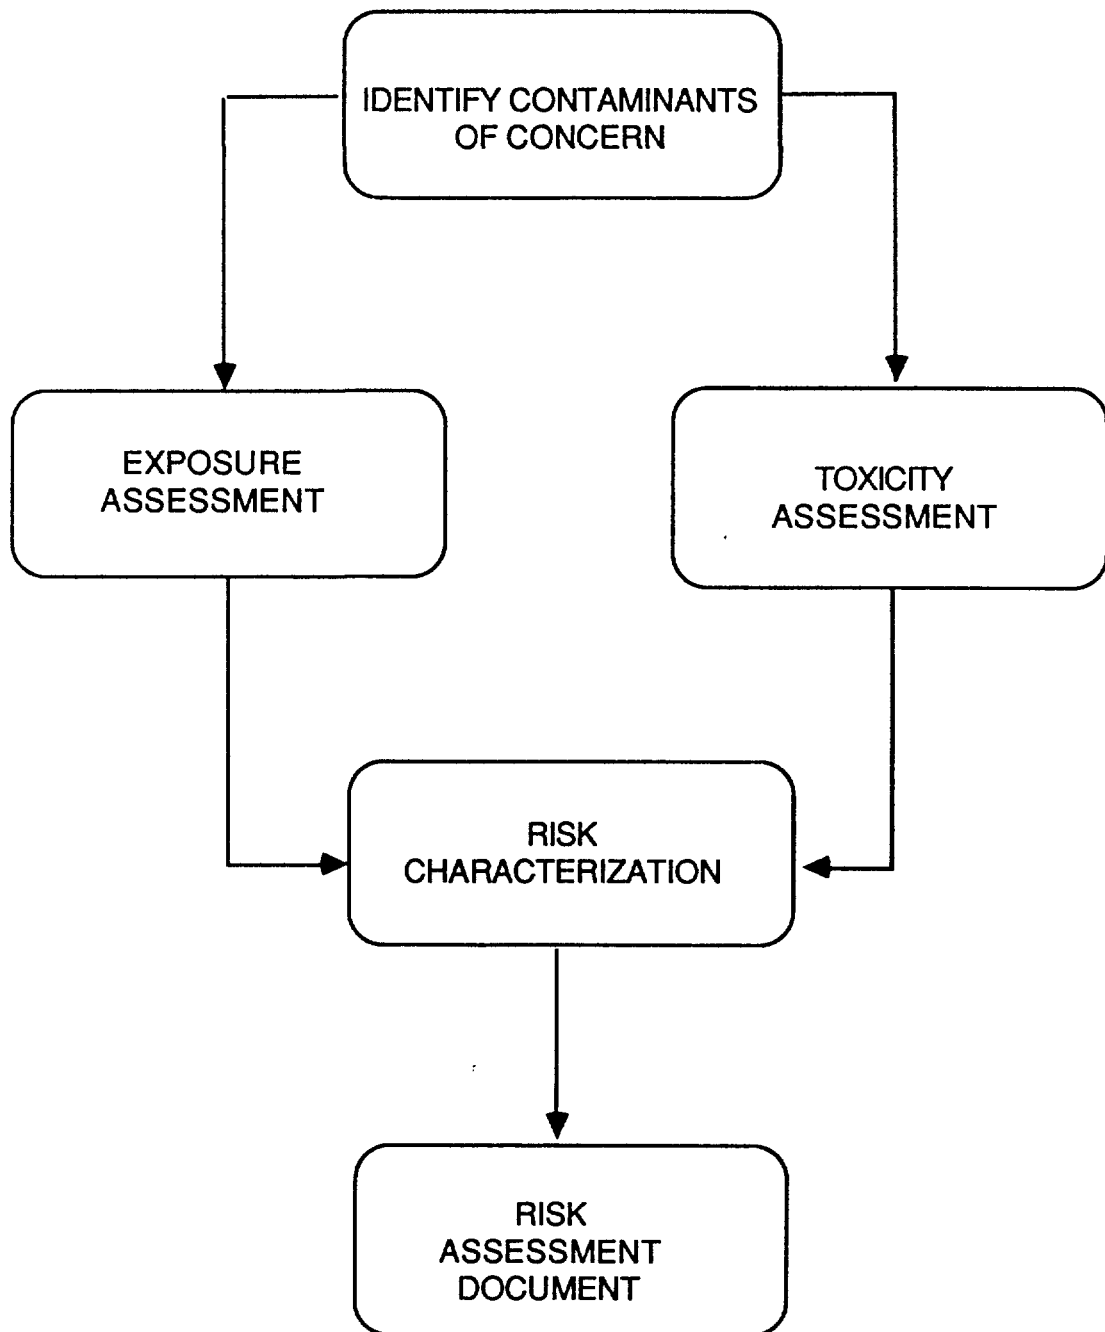 IDENTIFY CONTAMINANTS
OF CONCERN
EXPOSURE
ASSESSMENT
TOXICITY
ASSESSMENT
RISK
CHARACTERIZATION
RISK
ASSESSMENT
DOCUMENT